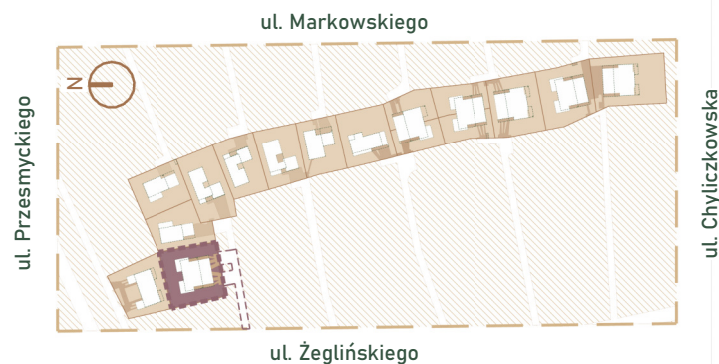 ul. Markowskiego
N
ul. Przesmyckiego
ul. Chyliczkowska
ul. Żeglińskiego